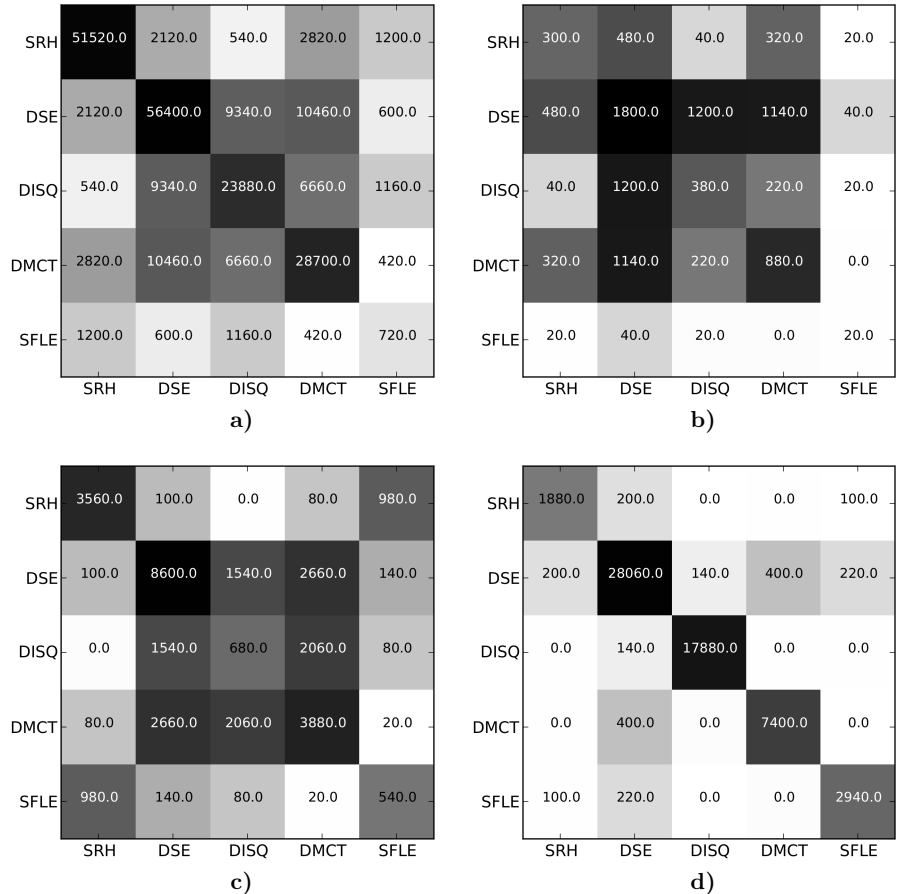 SRH 51520.0 2120.0 540.0 2820.0 1200.0
DSE 2120.0 56400.0 9340.0 10460.0 600.0
DISQ 540.0 9340.0 23880.0 6660.0 1160.0
DMCT 2820.0 10460.0 6660.0 28700.0 420.0
SFLE 1200.0 600.0 1160.0 420.0 720.0
SRH DSE DISQ DMCT SFLE
a)
SRH 300.0 480.0 40.0 320.0 20.0
DSE 480.0 1800.0 1200.0 1140.0 40.0
DISQ 40.0 1200.0 380.0 220.0 20.0
DMCT 320.0 1140.0 220.0 880.0 0.0
SFLE 20.0 40.0 20.0 0.0 20.0
SRH DSE DISQ DMCT SFLE
b)
SRH 3560.0 100.0 0.0 80.0 980.0
DSE 100.0 8600.0 1540.0 2660.0 140.0
DISQ 0.0 1540.0 680.0 2060.0 80.0
DMCT 80.0 2660.0 2060.0 3880.0 20.0
SFLE 980.0 140.0 80.0 20.0 540.0
SRH DSE DISQ DMCT SFLE
c)
SRH 1880.0 200.0 0.0 0.0 100.0
DSE 200.0 28060.0 140.0 400.0 220.0
DISQ 0.0 140.0 17880.0 0.0 0.0
DMCT 0.0 400.0 0.0 7400.0 0.0
SFLE 100.0 220.0 0.0 0.0 2940.0
SRH DSE DISQ DMCT SFLE
d)